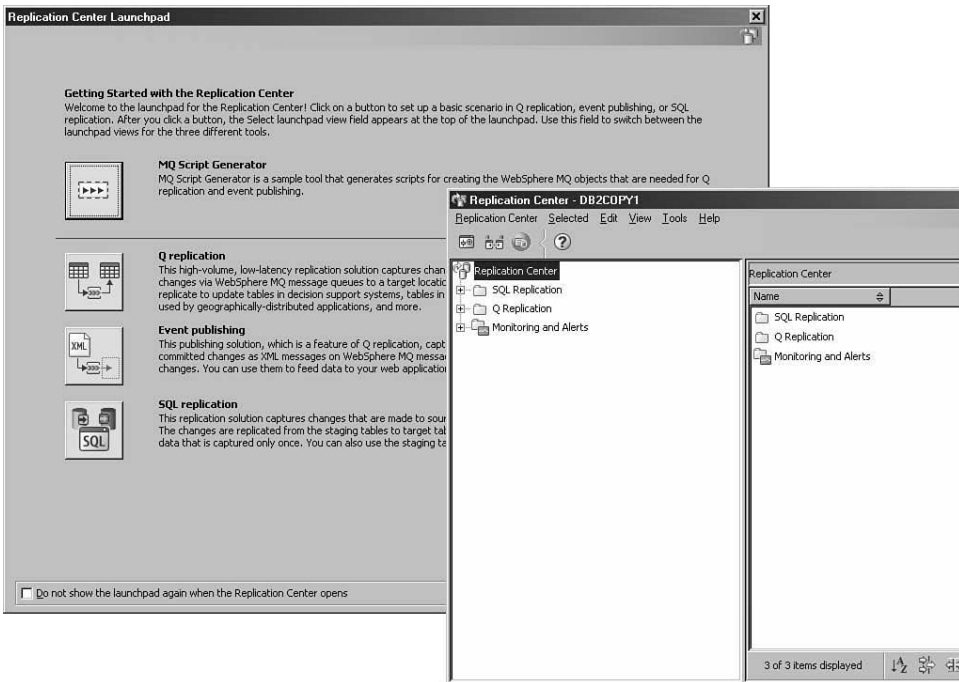 Replication Center Launchpad
Getting Started with the Replication Center
Welcome to the launchpad for the Replication Center! Click on a button to set up a basic scenario in Q replication, event publishing, or SQL
replication. After you click a button, the Select launchpad view field appears at the top of the launchpad. Use this field to switch between the
launchpad views for the three different tools.
MQ Script Generator
MQ Script Generator is a sample tool that generates scripts for creating the WebSphere MQ objects that are needed for Q
replication and event publishing.
Q replication
This high-volume, low-latency replication solution captures chan
changes via WebSphere MQ message queues to a target locatio
replicate to update tables in decision support systems, tables in
used by geographically-distributed applications, and more.
XML
Event publishing
This publishing solution, which is a feature of Q replication, capt
committed changes as XML messages on WebSphere MQ messa
changes. You can use them to feed data to your web application
SQL
SQL replication
This replication solution captures changes that are made to sour
The changes are replicated from the staging tables to target tab
data that is captured only once. You can also use the staging ta
Do not show the launchpad again when the Replication Center opens
Replication Center - DB2COPY1
Replication Center Selected Edit View Tools Help
Replication Center
SQL Replication
Q Replication
Monitoring and Alerts
Replication Center
Name
SQL Replication
Q Replication
Monitoring and Alerts
3 of 3 items displayed